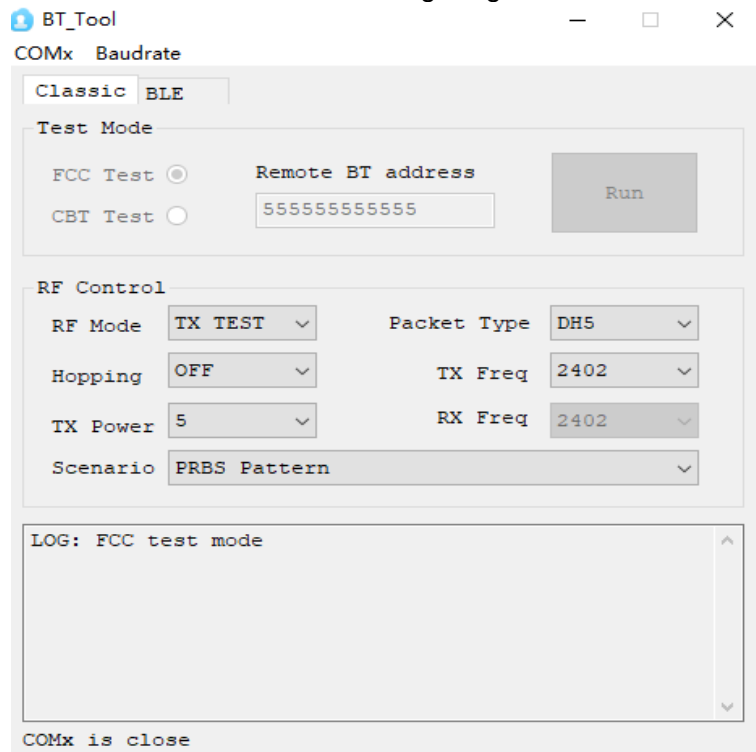 BT_Tool
COMx Baudrate
Classic BLE
Test Mode
FCC Test Remote BT address
Run
CBT Test 555555555555
RF Control
RF Mode TX TEST Packet Type DH5
Hopping OFF TX Freq 2402
TX Power 5 RX Freq 2402
Scenario PRBS Pattern
LOG: FCC test mode
COMx is close